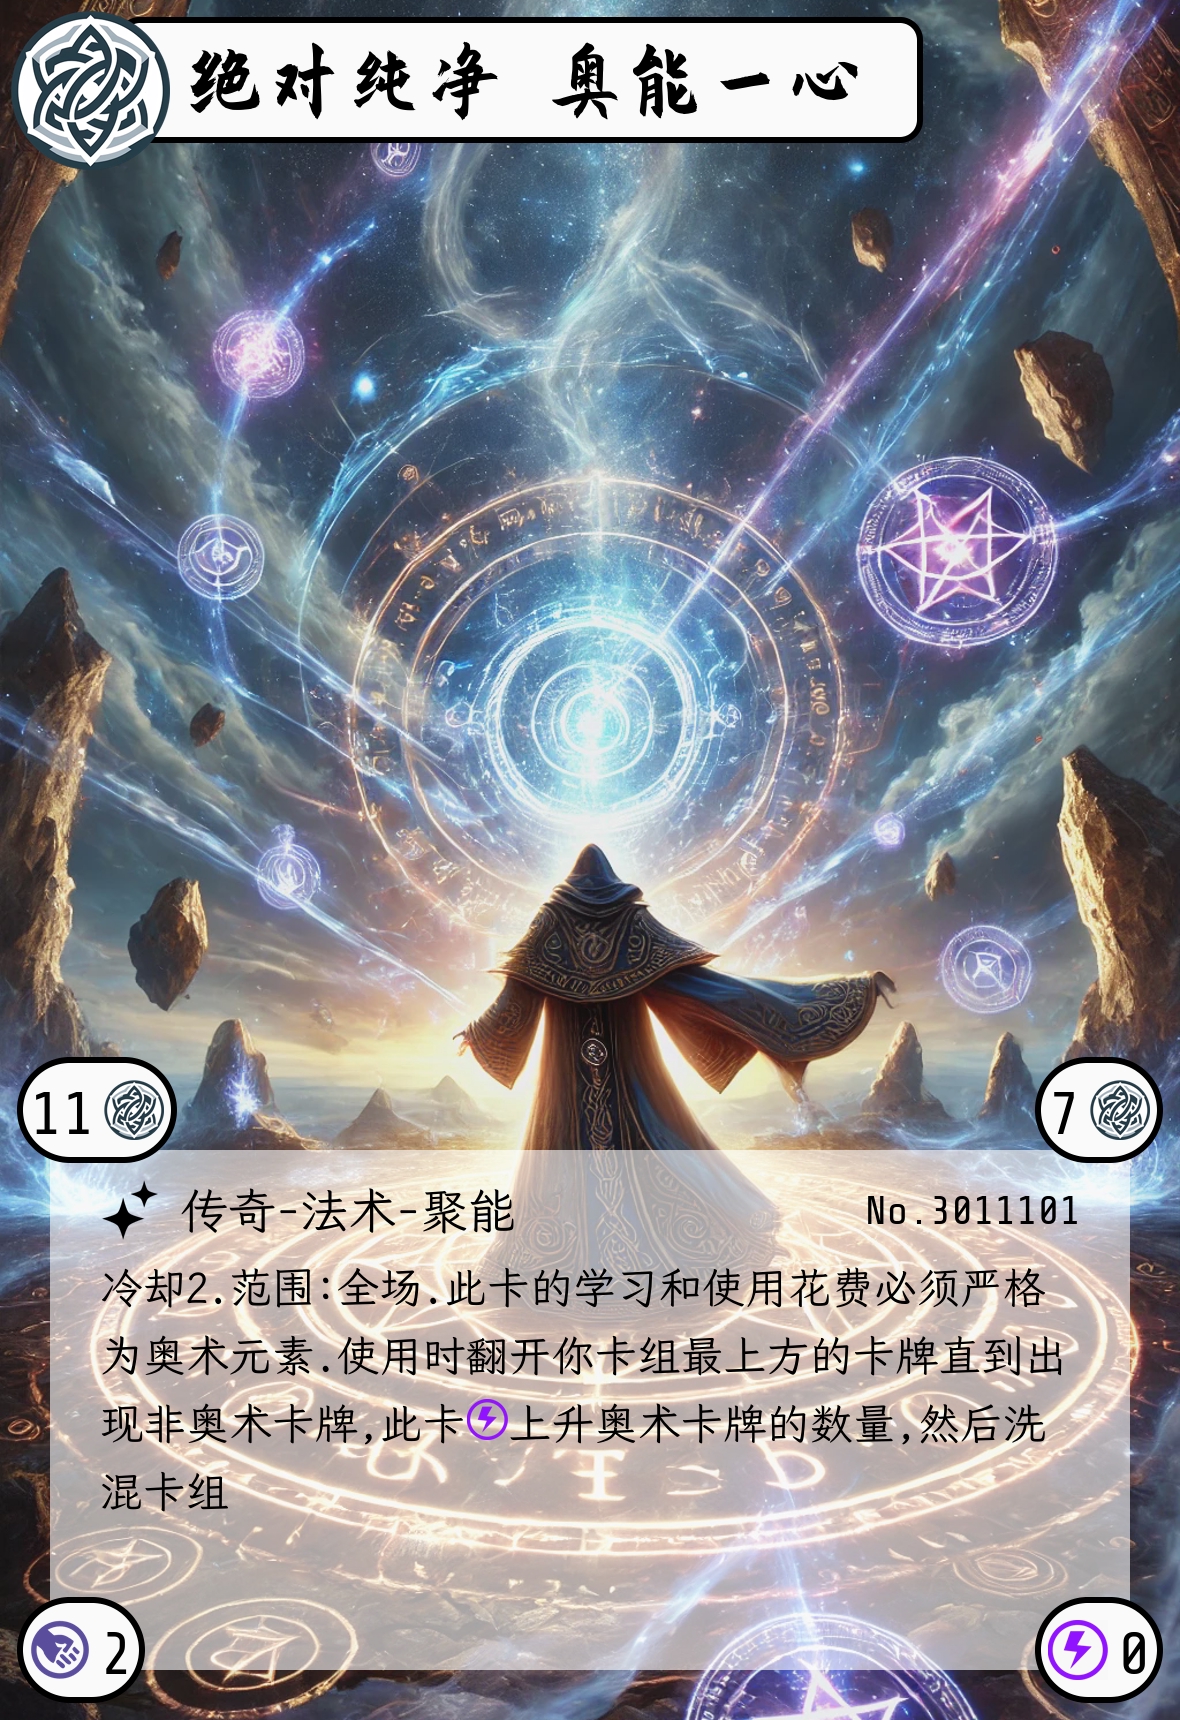 绝对纯净 奥能一心
11
7
传奇-法术-聚能
No.3011101
冷却2.范围:全场.此卡的学习和使用花费必须严格
为奥术元素.使用时翻开你卡组最上方的卡牌直到出
现非奥术卡牌,此卡上升奥术卡牌的数量,然后洗
混卡组
2
0